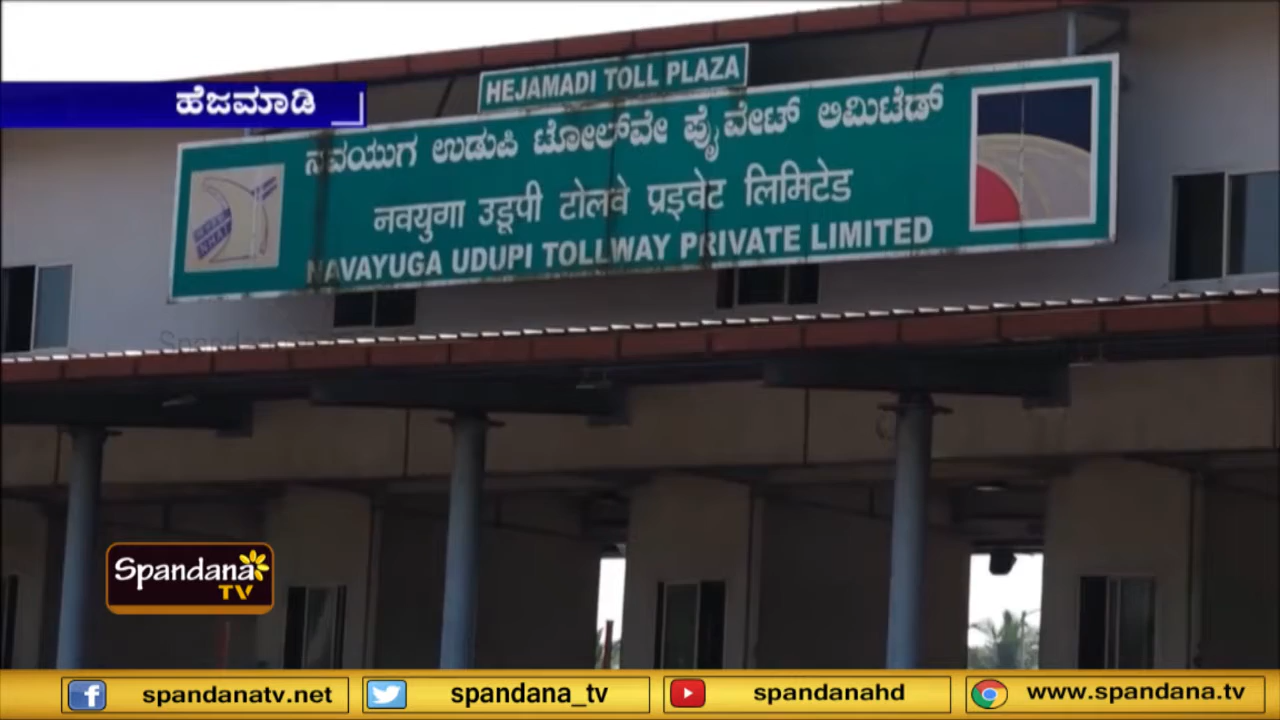 ಹೆಜಮಾಡಿ
HEJAMADI TOLL PLAZA
ನವಯುಗ ಉಡುಪಿ ಟೋಲ್‌ವೇ ಪ್ರೈವೇಟ್ ಲಿಮಿಟೆಡ್
नवयुगा उडूपी टोलवे प्रइवेट लिमिटेड
NAVAYUGA UDUPI TOLLWAY PRIVATE LIMITED
Spandana
Spandana
TV
spandanatv.net
spandana_tv
spandanahd
www.spandana.tv